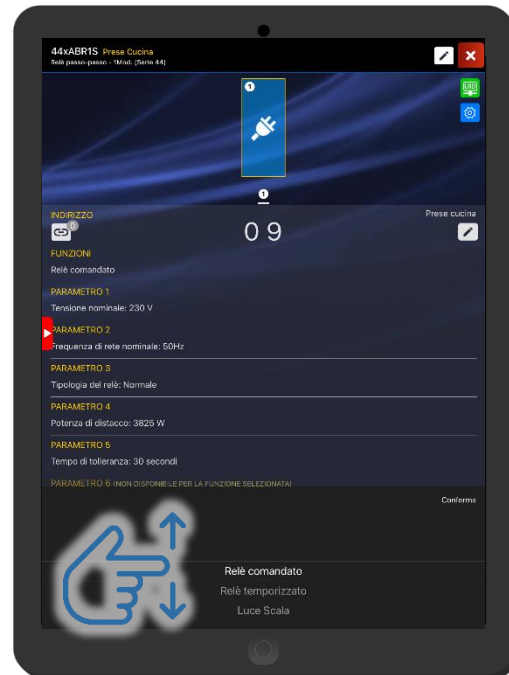 44xABR1S Prese Cucina
Relè passo-passo - 1Mod. (Serie 44)
UID
1
1
INDIRIZZO
Prese cucina
0
0 9
FUNZIONI
Relè comandato
PARAMETRO 1
Tensione nominale: 230 V
PARAMETRO 2
Frequenza di rete nominale: 50Hz
PARAMETRO 3
Tipologia del relè: Normale
PARAMETRO 4
Potenza di distacco: 3825 W
PARAMETRO 5
Tempo di tolleranza: 30 secondi
PARAMETRO 6 (NON DISPONIBILE PER LA FUNZIONE SELEZIONATA)
Conferma
Relè comandato
Relè temporizzato
Luce Scala